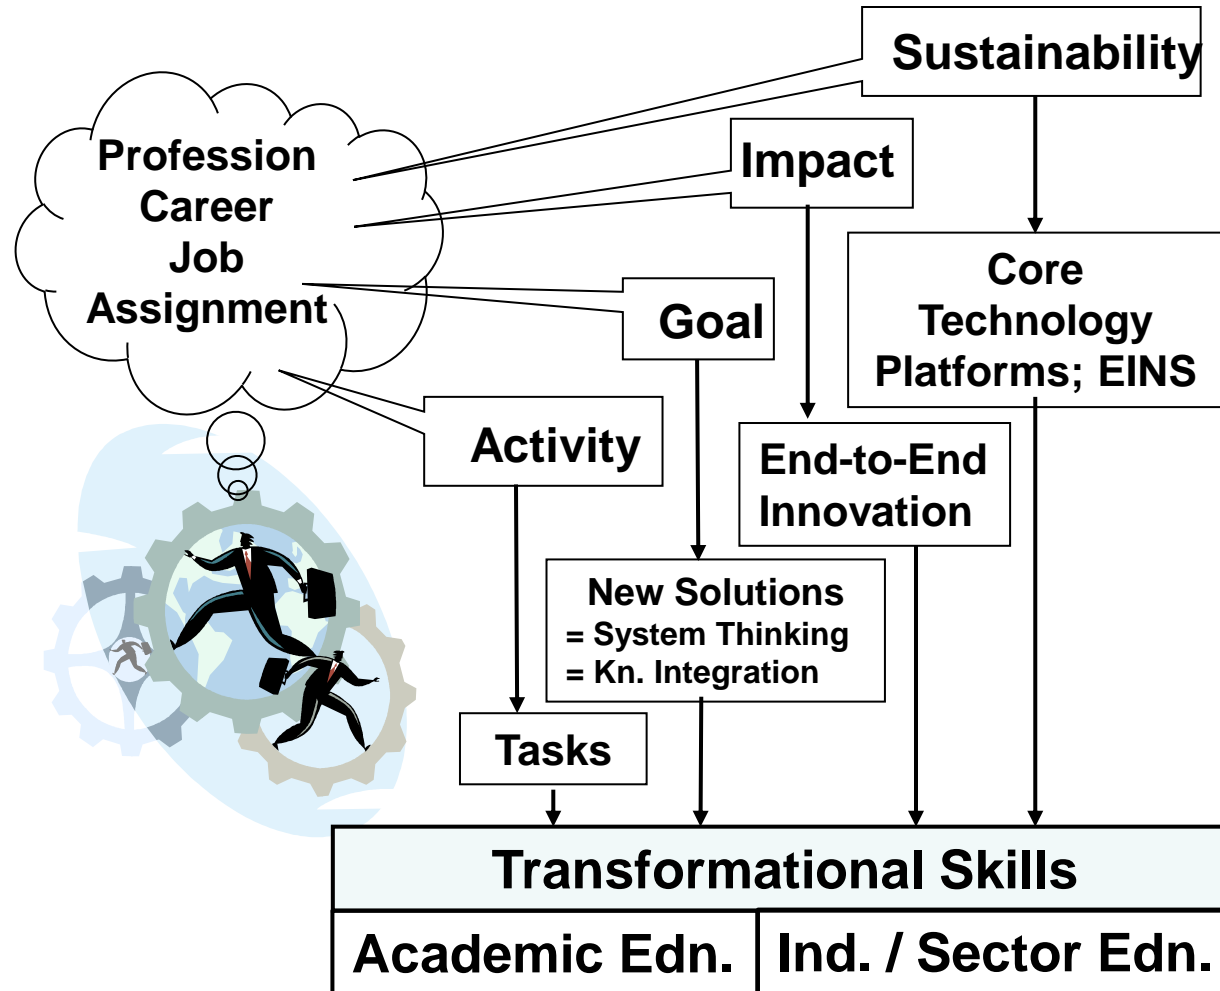 Sustainability
Profession
Career
Job
Assignment
Impact
Core
Technology
Platforms; EINS
Goal
Activity
End-to-End
Innovation
New Solutions
= System Thinking
= Kn. Integration
Tasks
Transformational Skills
Academic Edn.
Ind. / Sector Edn.